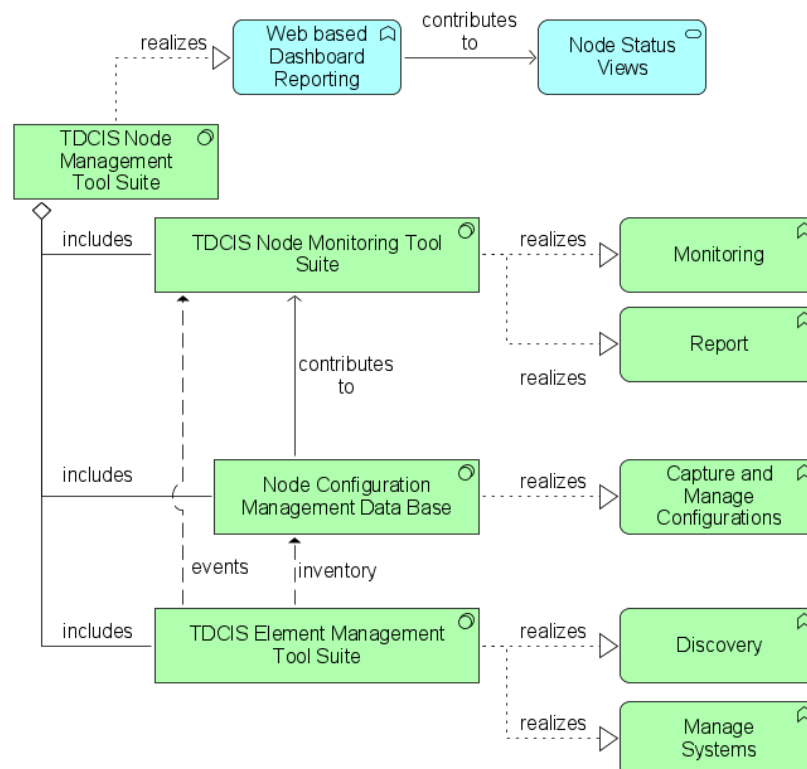 contributes
to
realizes
Web based
Dashboard
Reporting
Node Status
Views
TDCIS Node
Management
Tool Suite
includes
TDCIS Node Monitoring Tool
Suite
realizes
Monitoring
Report
realizes
contributes
to
includes
Node Configuration
Management Data Base
realizes
Capture and
Manage
Configurations
events
inventory
includes
TDCIS Element Management
Tool Suite
realizes
Discovery
realizes
Manage
Systems